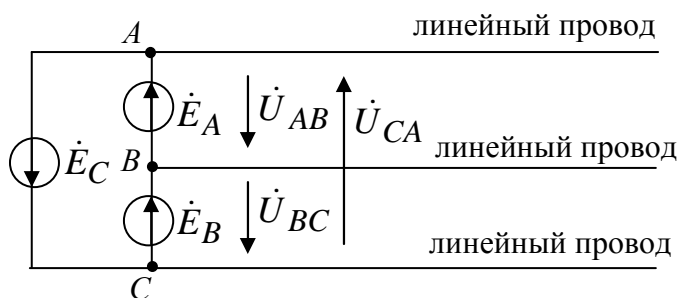 A линейный провод
Ė_A U̇_AB U̇_CA
Ė_C B линейный провод
Ė_B U̇_BC
линейный провод
C